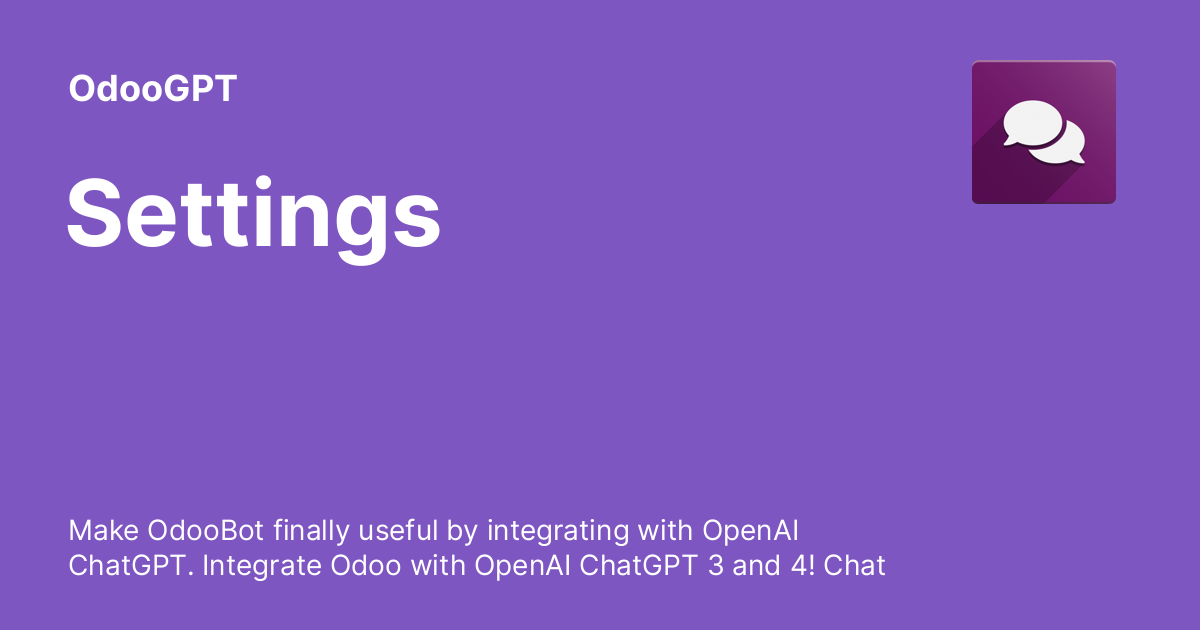 OdooGPT
Settings
Make OdooBot finally useful by integrating with OpenAI
ChatGPT. Integrate Odoo with OpenAI ChatGPT 3 and 4! Chat